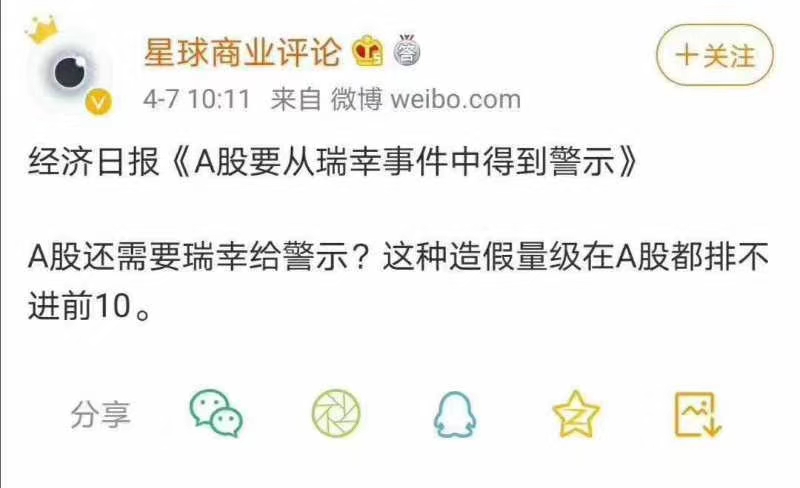 星球商业评论
+关注
4-7 10:11 来自 微博 weibo.com
经济日报《A股要从瑞幸事件中得到警示》
A股还需要瑞幸给警示？这种造假量级在A股都排不
进前10。
分享